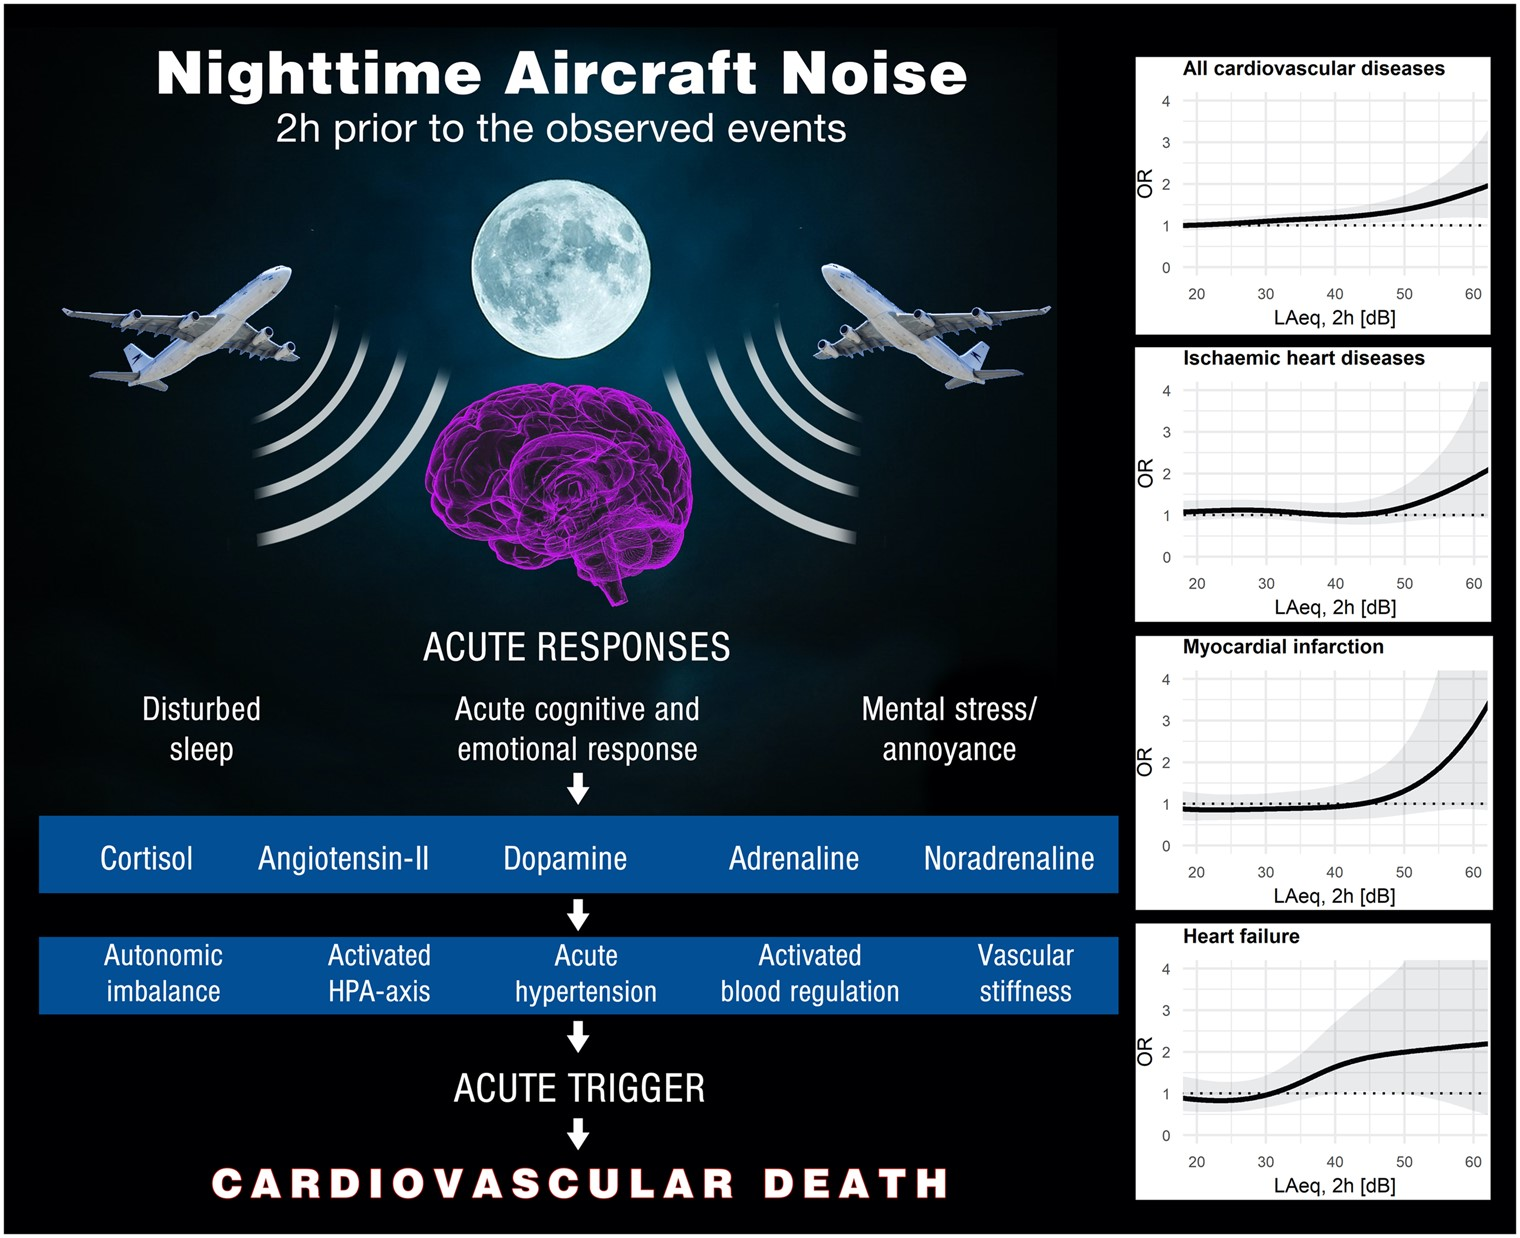 Nighttime Aircraft Noise
2h prior to the observed events
ACUTE RESPONSES
Disturbed
sleep
Acute cognitive and
emotional response
Mental stress/
annoyance
Cortisol
Angiotensin-II
Dopamine
Adrenaline
Noradrenaline
Autonomic
imbalance
Activated
HPA-axis
Acute
hypertension
Activated
blood regulation
Vascular
stiffness
ACUTE TRIGGER
CARDIOVASCULAR DEATH
All cardiovascular diseases
4
3
2
1
0
OR
20 30 40 50 60
LAeq, 2h [dB]
Ischaemic heart diseases
4
3
2
1
0
OR
20 30 40 50 60
LAeq, 2h [dB]
Myocardial infarction
4
3
2
1
0
OR
20 30 40 50 60
LAeq, 2h [dB]
Heart failure
4
3
2
1
0
OR
20 30 40 50 60
LAeq, 2h [dB]